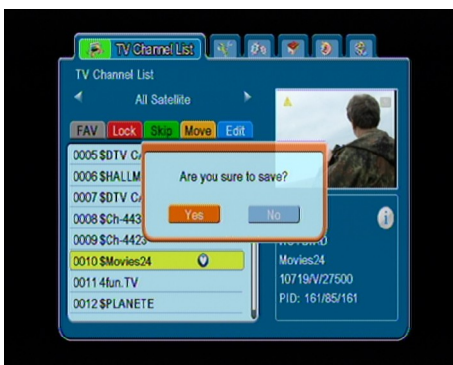 TV Channel List
TV Channel List
All Satellite
FAV Lock Skip Move Edit
0005 $DTV
0006 $HALLM
0007 $DTV
0008 $Ch-443
0009 $Ch-4423
0010 $Movies24
0011 4fun.TV
0012 $PLANETE
Are you sure to save?
Yes No
Movies24
10719/V/27500
PID: 161/85/161